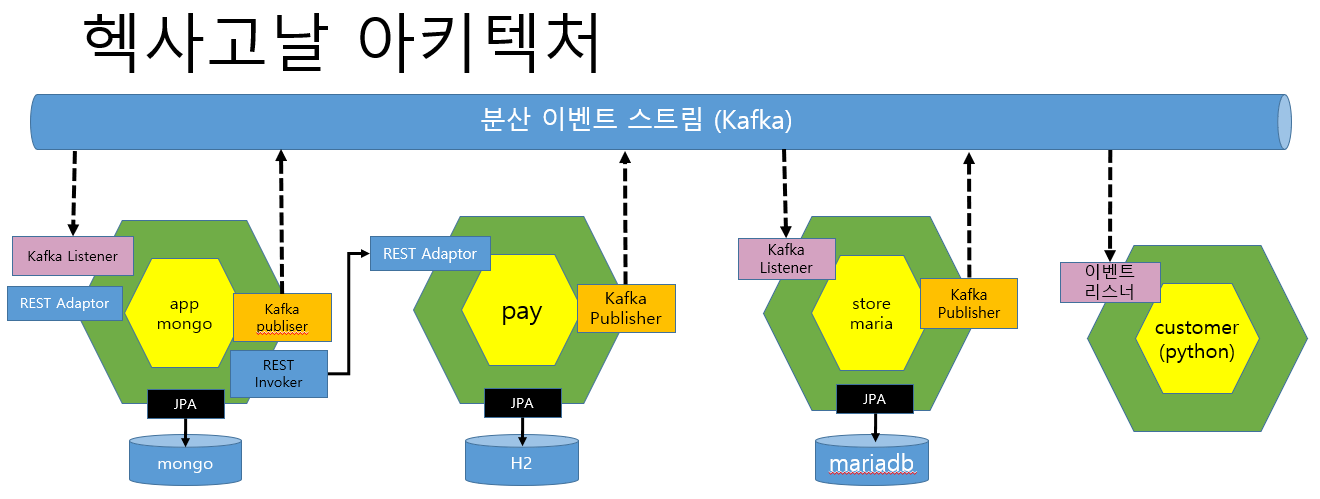 헥사고날 아키텍처
분산 이벤트 스트림 (Kafka)
Kafka Listener
REST Adaptor
app
mongo
Kafka
publiser
REST
Invoker
JPA
mongo
REST Adaptor
pay
Kafka
Publisher
JPA
H2
Kafka
Listener
store
maria
Kafka
Publisher
JPA
mariadb
이벤트
리스너
customer
(python)